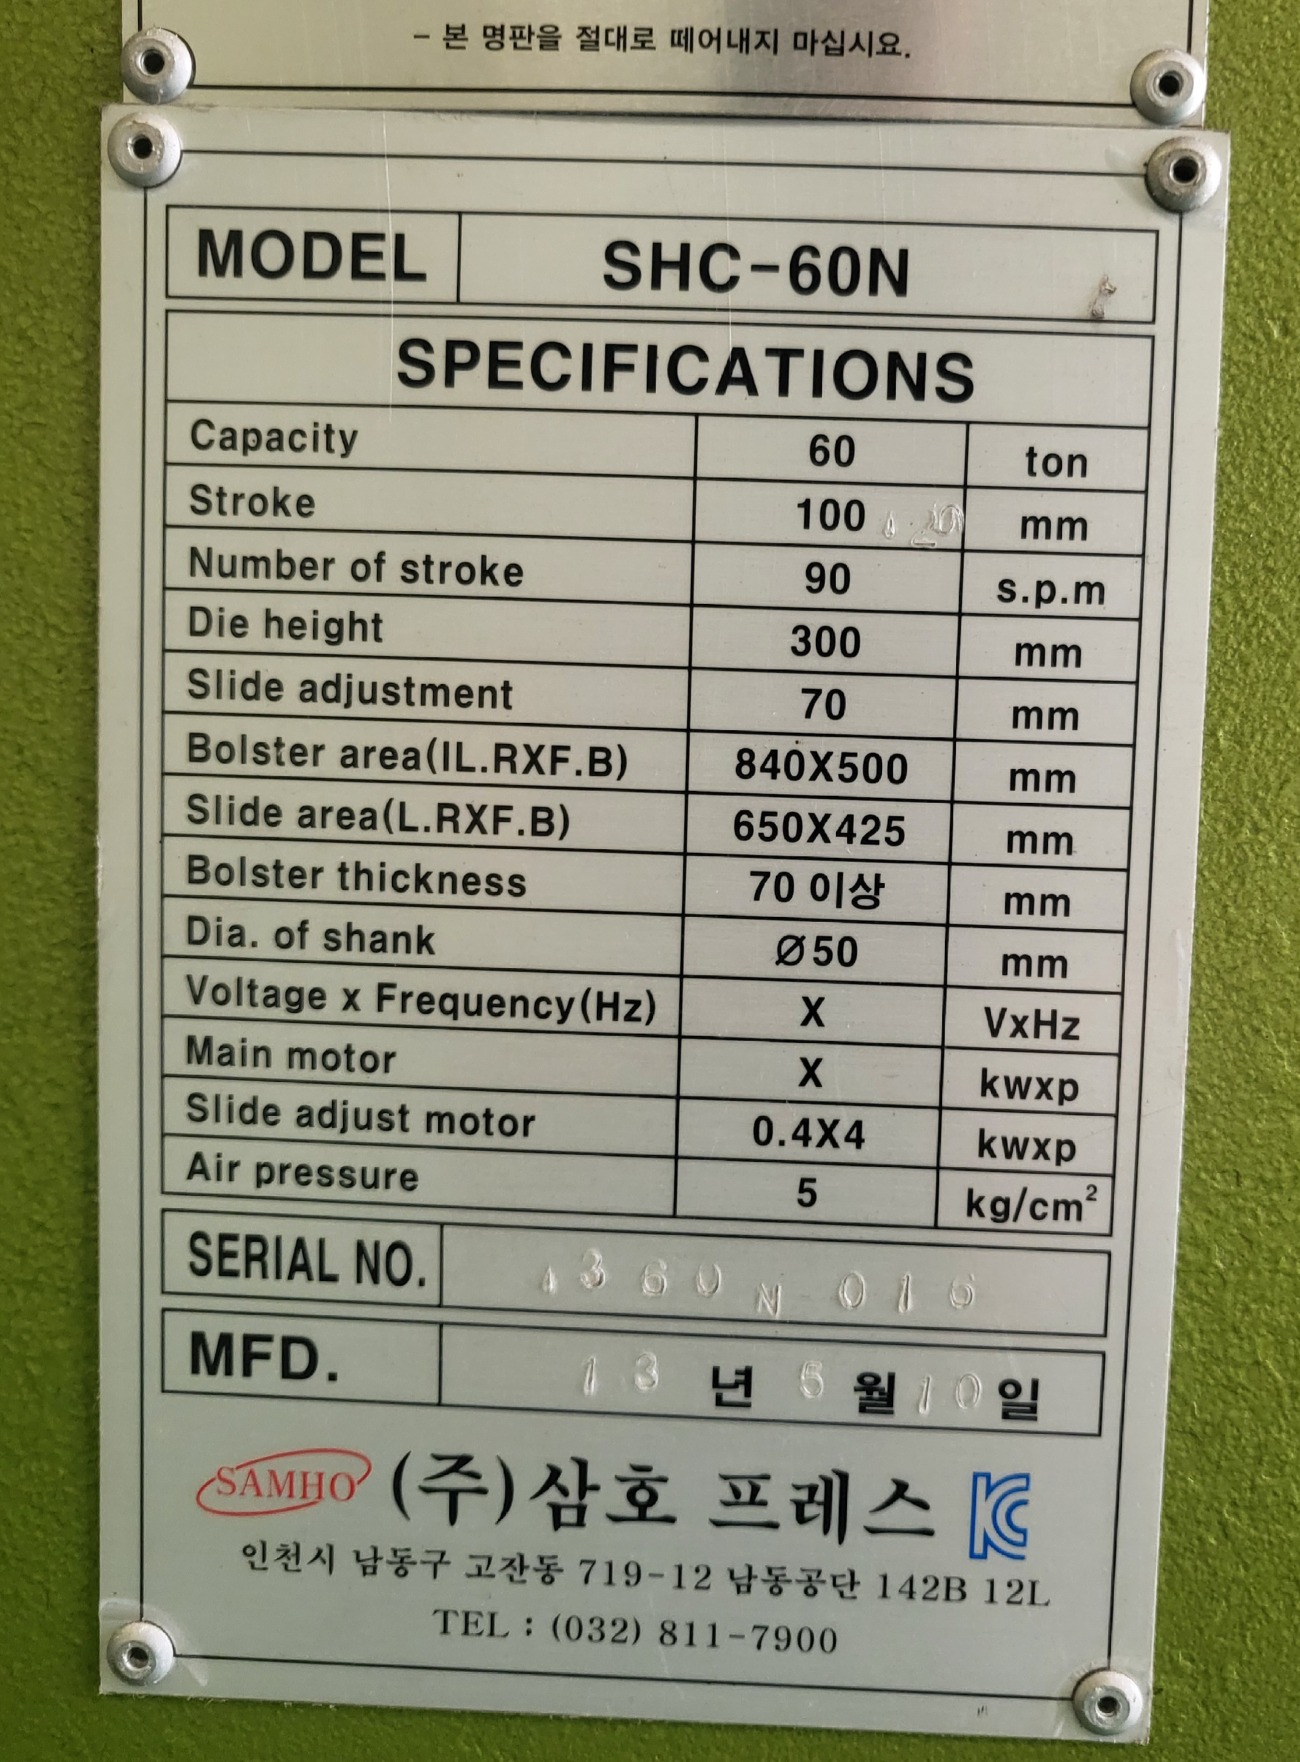 - 본 명판을 절대로 떼어내지 마십시요.
MODEL SHC-60N
SPECIFICATIONS
Capacity 60 ton
Stroke 100 mm
Number of stroke 90 s.p.m
Die height 300 mm
Slide adjustment 70 mm
Bolster area(IL.RXF.B) 840X500 mm
Slide area(L.RXF.B) 650X425 mm
Bolster thickness 70 이상 mm
Dia. of shank Ø50 mm
Voltage x Frequency(Hz) X VxHz
Main motor X kwxp
Slide adjust motor 0.4X4 kwxp
Air pressure 5 kg/cm²
SERIAL NO. 1360N 016
MFD. 13 년 월 10 일
SAMHO (주)삼호 프레스 KC
인천시 남동구 고잔동 719-12 남동공단 142B 12L
TEL : (032) 811-7900